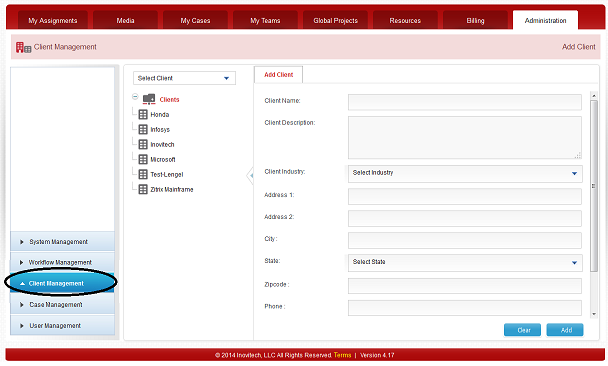 My Assignments
Media
My Cases
My Teams
Global Projects
Resources
Billing
Administration
Client Management
Add Client
System Management
Workflow Management
Client Management
Case Management
User Management
Select Client
Clients
Honda
Infosys
Inovitech
Microsoft
Test-Lengel
Zitrix Mainframe
Add Client
Client Name:
Client Description:
Client Industry:
Select Industry
Address 1:
Address 2:
City :
State:
Select State
Zipcode :
Phone :
Clear
Add
© 2014 Inovitech, LLC All Rights Reserved. Terms | Version 4.17